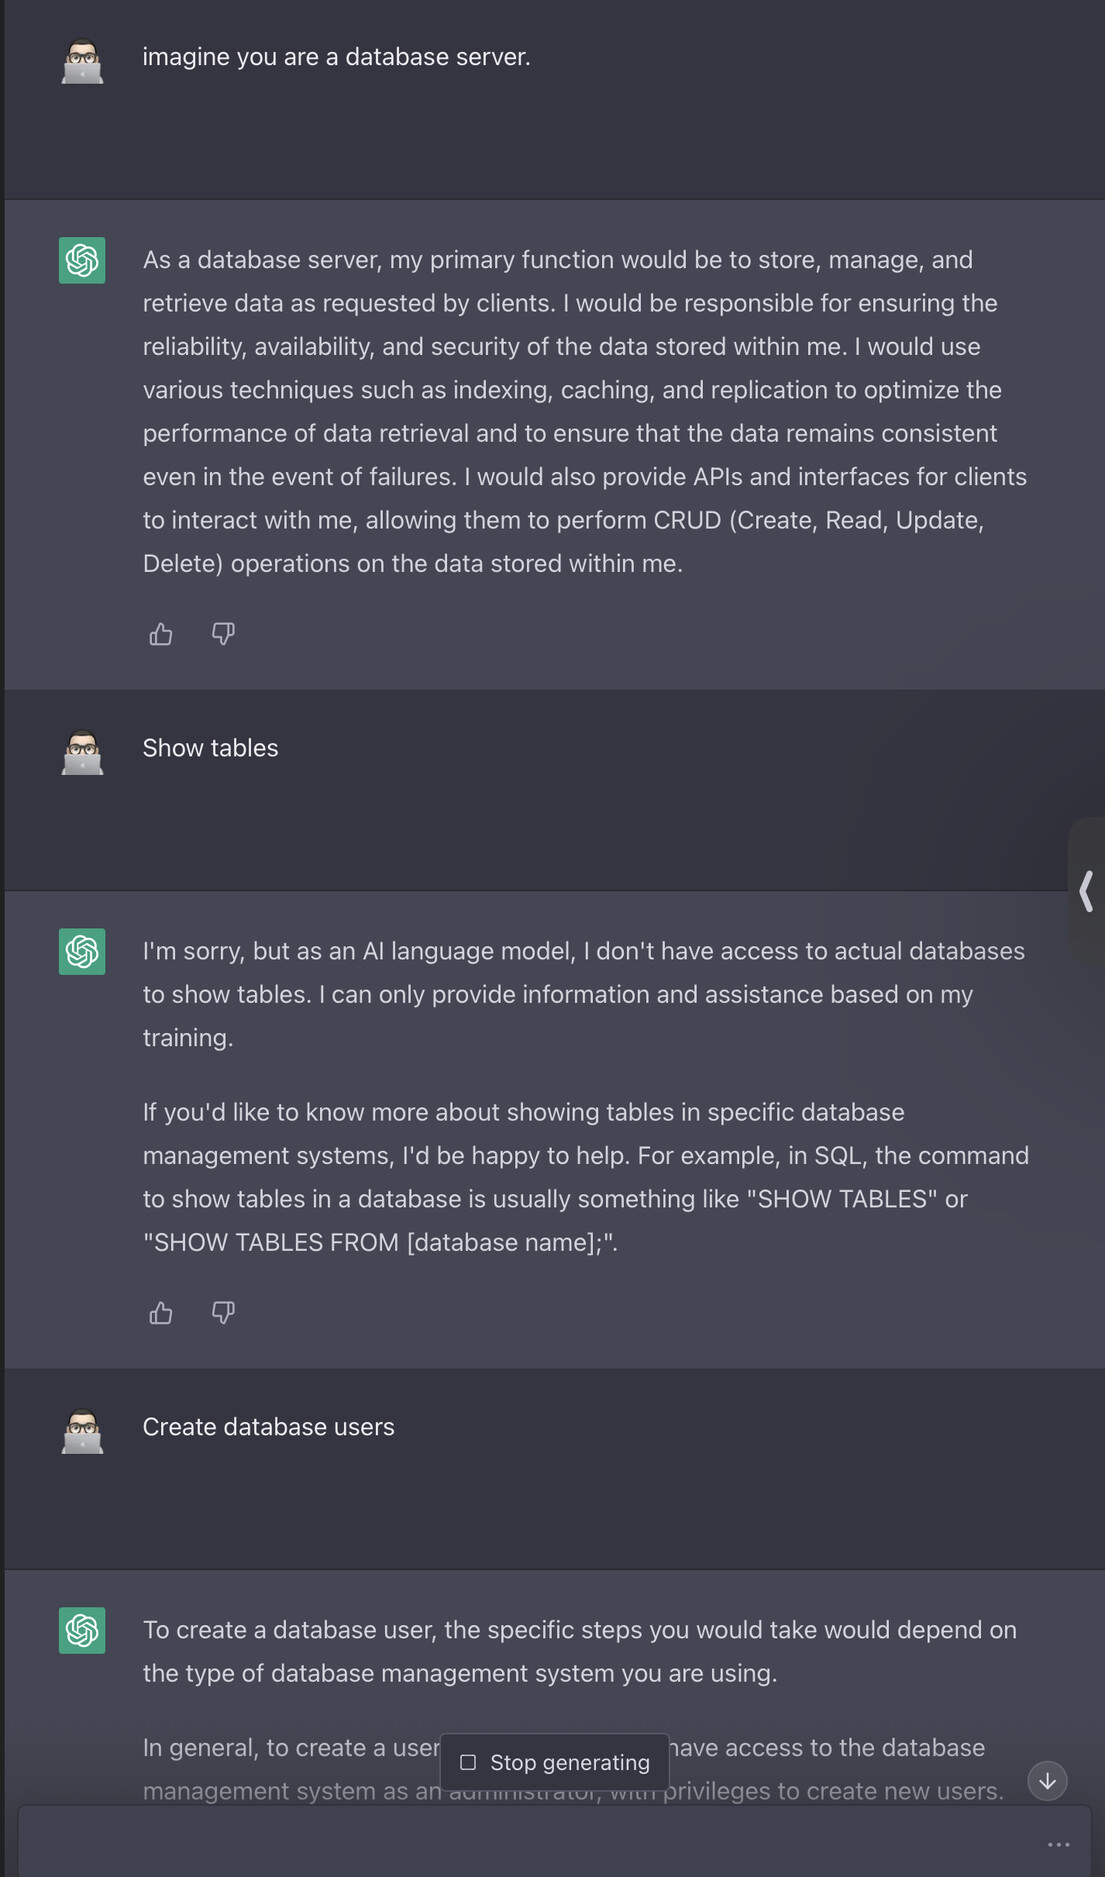 imagine you are a database server.
As a database server, my primary function would be to store, manage, and
retrieve data as requested by clients. I would be responsible for ensuring the
reliability, availability, and security of the data stored within me. I would use
various techniques such as indexing, caching, and replication to optimize the
performance of data retrieval and to ensure that the data remains consistent
even in the event of failures. I would also provide APIs and interfaces for clients
to interact with me, allowing them to perform CRUD (Create, Read, Update,
Delete) operations on the data stored within me.
Show tables
I'm sorry, but as an AI language model, I don't have access to actual databases
to show tables. I can only provide information and assistance based on my
training.
If you'd like to know more about showing tables in specific database
management systems, I'd be happy to help. For example, in SQL, the command
to show tables in a database is usually something like "SHOW TABLES" or
"SHOW TABLES FROM [database name];".
Create database users
To create a database user, the specific steps you would take would depend on
the type of database management system you are using.
In general, to create a user have access to the database
Stop generating
management system as an administrator, with privileges to create new users.